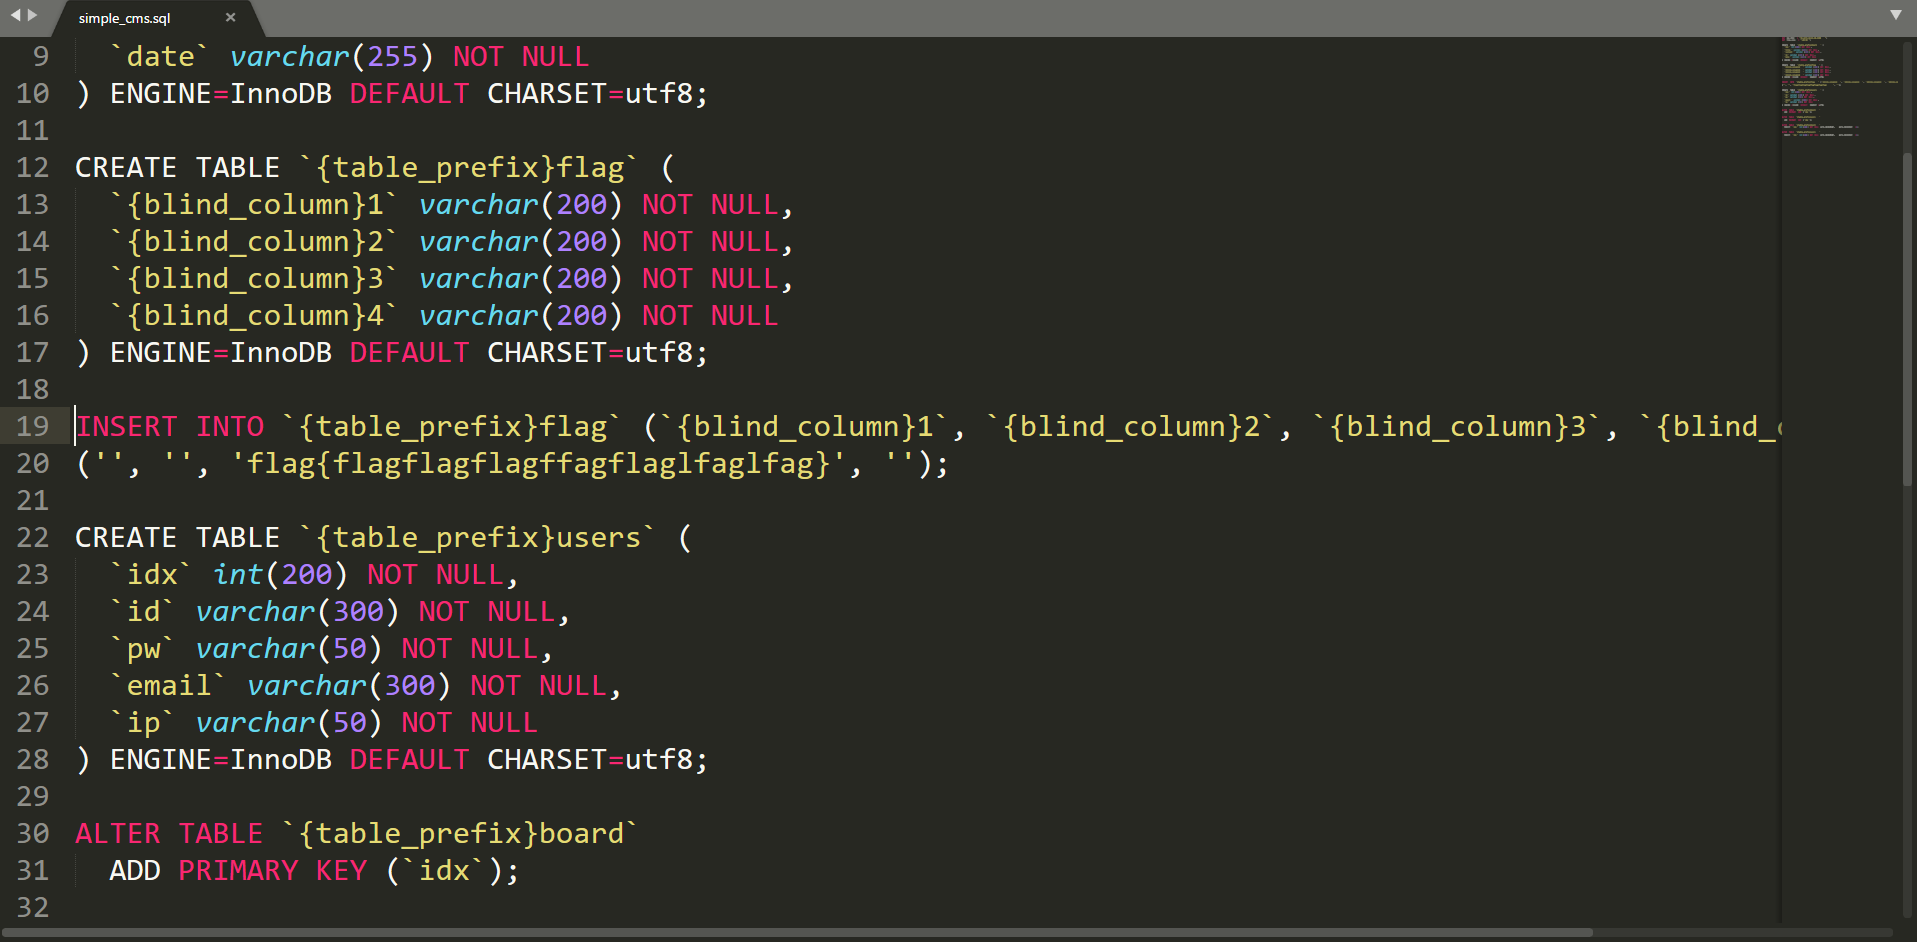 simple_cms.sql
9 `date` varchar(255) NOT NULL
10 ) ENGINE=InnoDB DEFAULT CHARSET=utf8;
11
12 CREATE TABLE `{table_prefix}flag` (
13 `{blind_column}1` varchar(200) NOT NULL,
14 `{blind_column}2` varchar(200) NOT NULL,
15 `{blind_column}3` varchar(200) NOT NULL,
16 `{blind_column}4` varchar(200) NOT NULL
17 ) ENGINE=InnoDB DEFAULT CHARSET=utf8;
18
19 INSERT INTO `{table_prefix}flag` (`{blind_column}1`, `{blind_column}2`, `{blind_column}3`, `{blind_
20 ('', '', 'flag{flagflagflagffagflaglfaglfag}', '');
21
22 CREATE TABLE `{table_prefix}users` (
23 `idx` int(200) NOT NULL,
24 `id` varchar(300) NOT NULL,
25 `pw` varchar(50) NOT NULL,
26 `email` varchar(300) NOT NULL,
27 `ip` varchar(50) NOT NULL
28 ) ENGINE=InnoDB DEFAULT CHARSET=utf8;
29
30 ALTER TABLE `{table_prefix}board`
31 ADD PRIMARY KEY (`idx`);
32